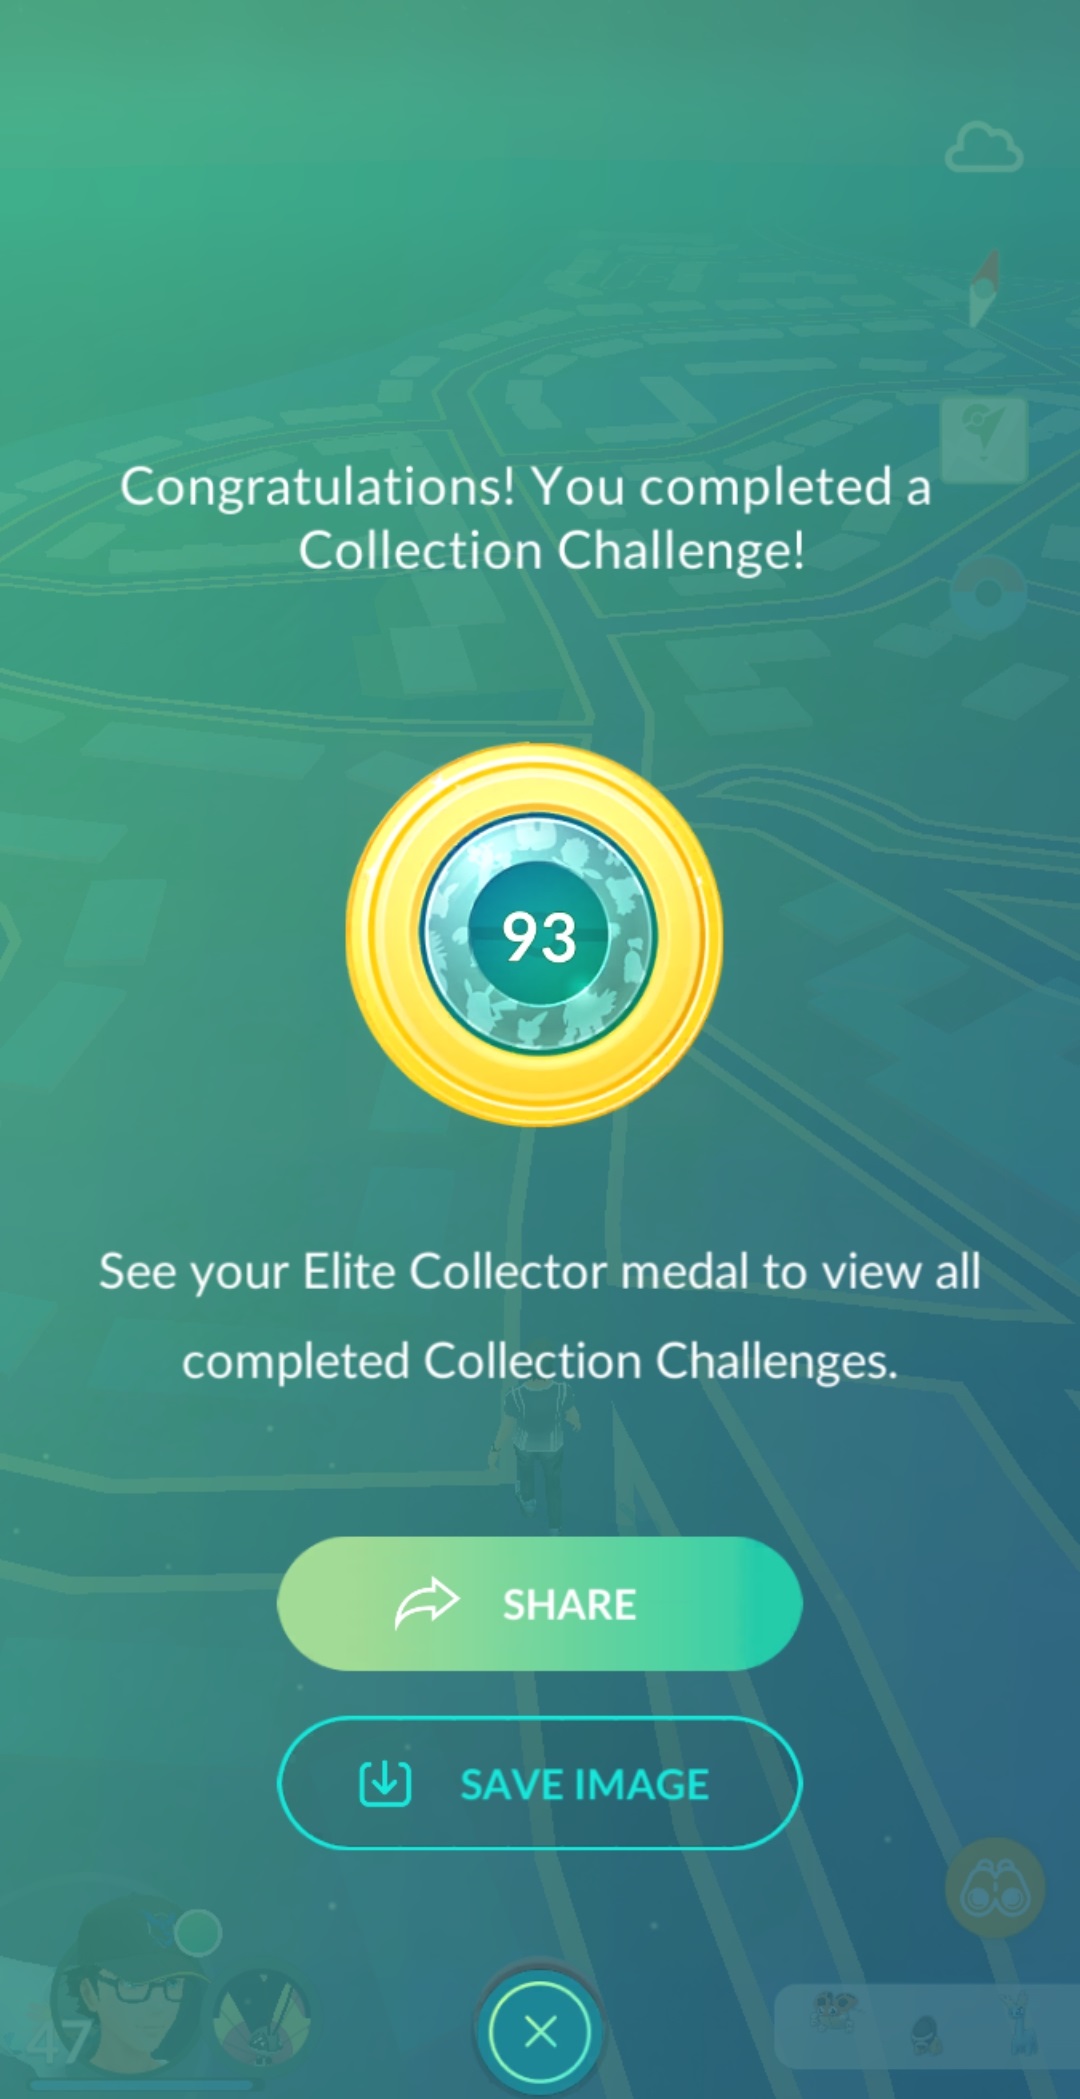 Congratulations! You completed a
Collection Challenge!
93
See your Elite Collector medal to view all
completed Collection Challenges.
SHARE
SAVE IMAGE
47